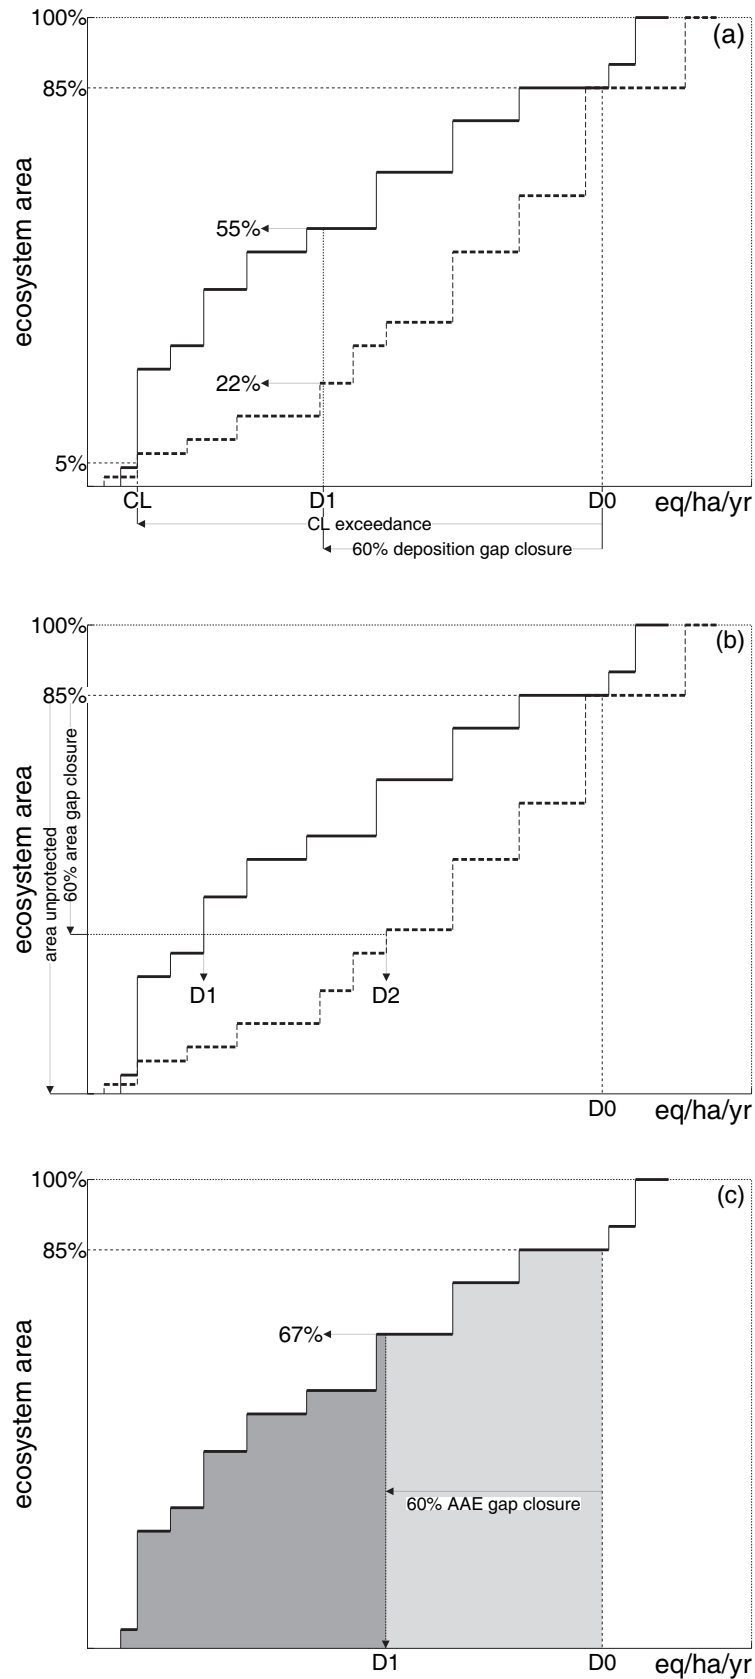 100%
(a)
85%
ecosystem area
55%
22%
5%
CL
D1
D0
eq/ha/yr
CL exceedance
60% deposition gap closure
100%
(b)
85%
ecosystem area
area unprotected
60% area gap closure
D1
D2
D0
eq/ha/yr
100%
(c)
85%
67%
ecosystem area
60% AAE gap closure
D1
D0
eq/ha/yr